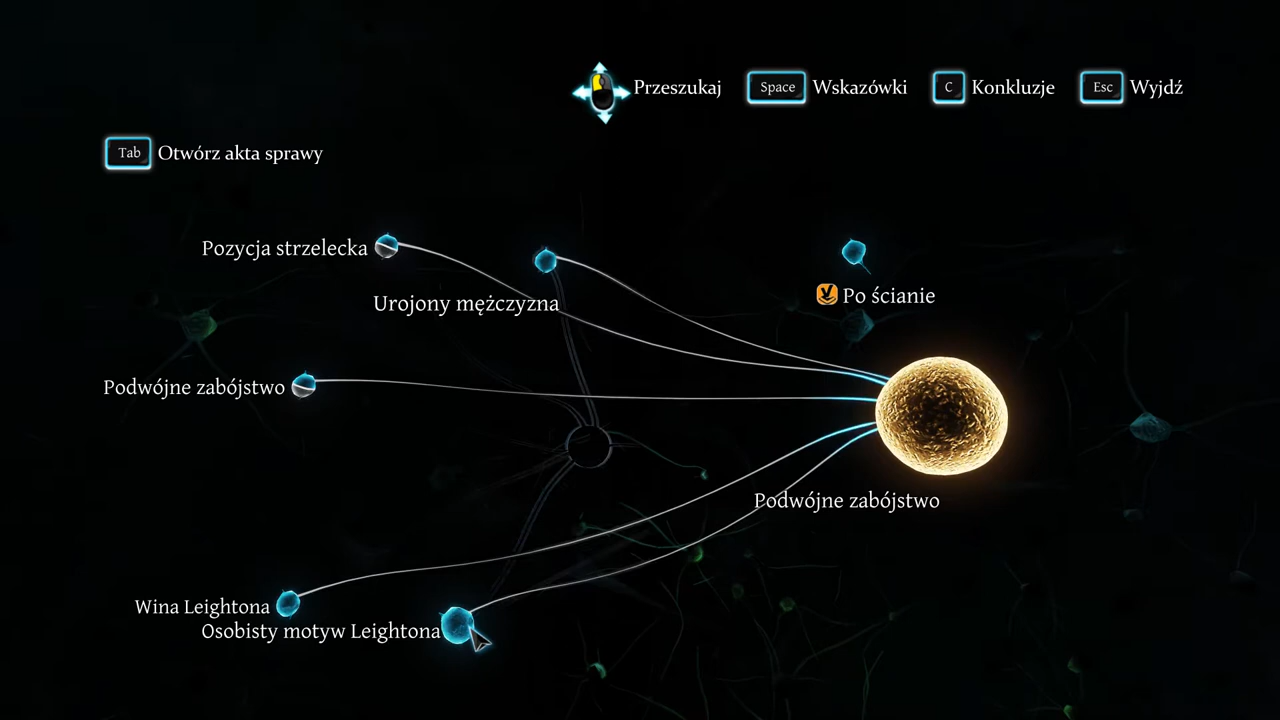 Przeszukaj
Space Wskazówki
C Konkluzje
Esc Wyjdź
Tab Otwórz akta sprawy
Pozycja strzelecka
Urojony mężczyzna
Po ścianie
Podwójne zabójstwo
Podwójne zabójstwo
Wina Leightona
Osobisty motyw Leightona